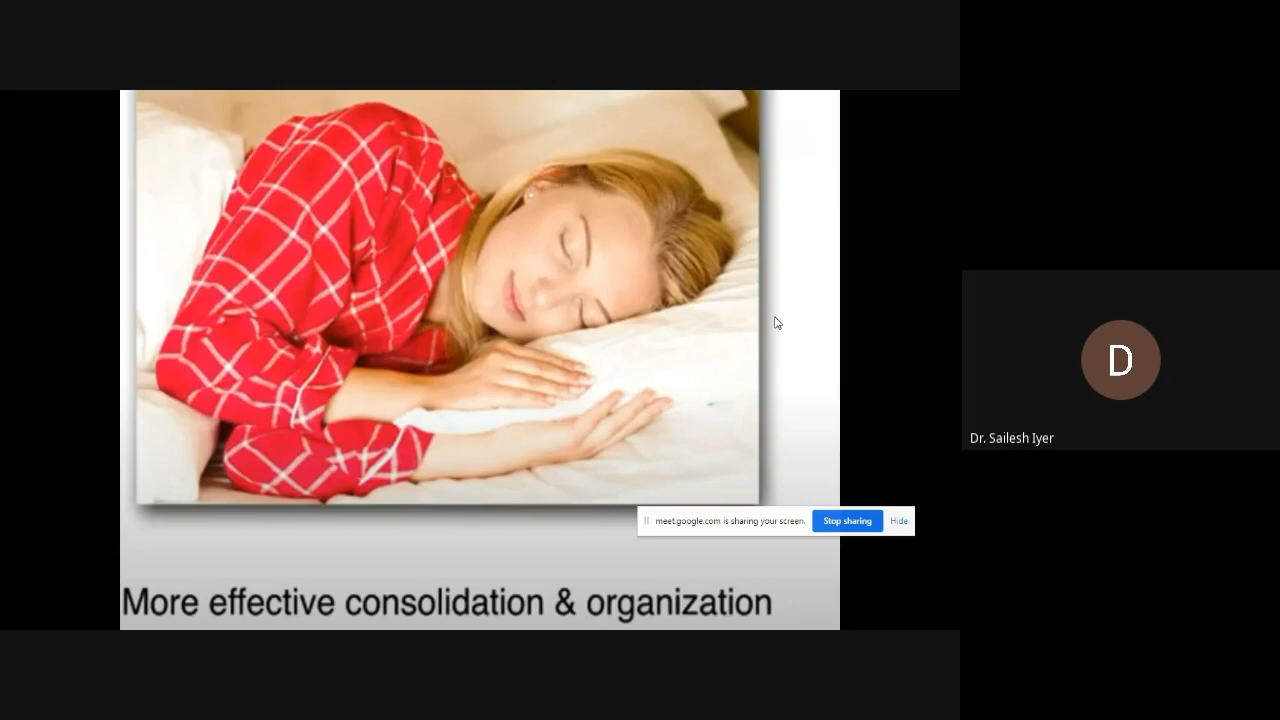 meet.google.com is sharing your screen.
Stop sharing
Hide
More effective consolidation & organization
D
Dr. Sailesh Iyer